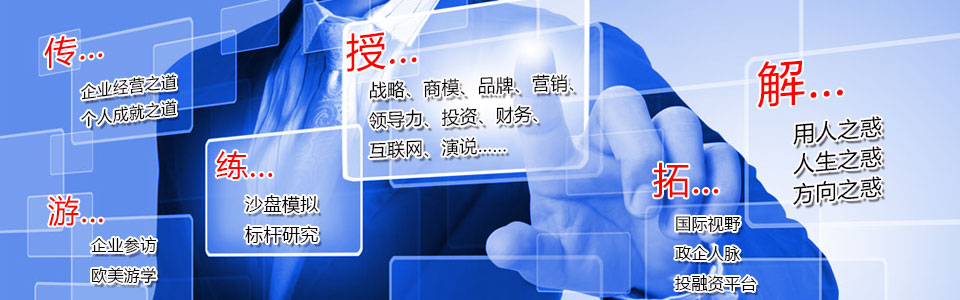 传...
企业经营之道
个人成就之道
游...
企业参访
欧美游学
练...
沙盘模拟
标杆研究
授...
战略、商模、品牌、营销、
领导力、投资、财务、
互联网、演说......
拓...
国际视野
政企人脉
投融资平台
解...
用人之惑
人生之惑
方向之惑